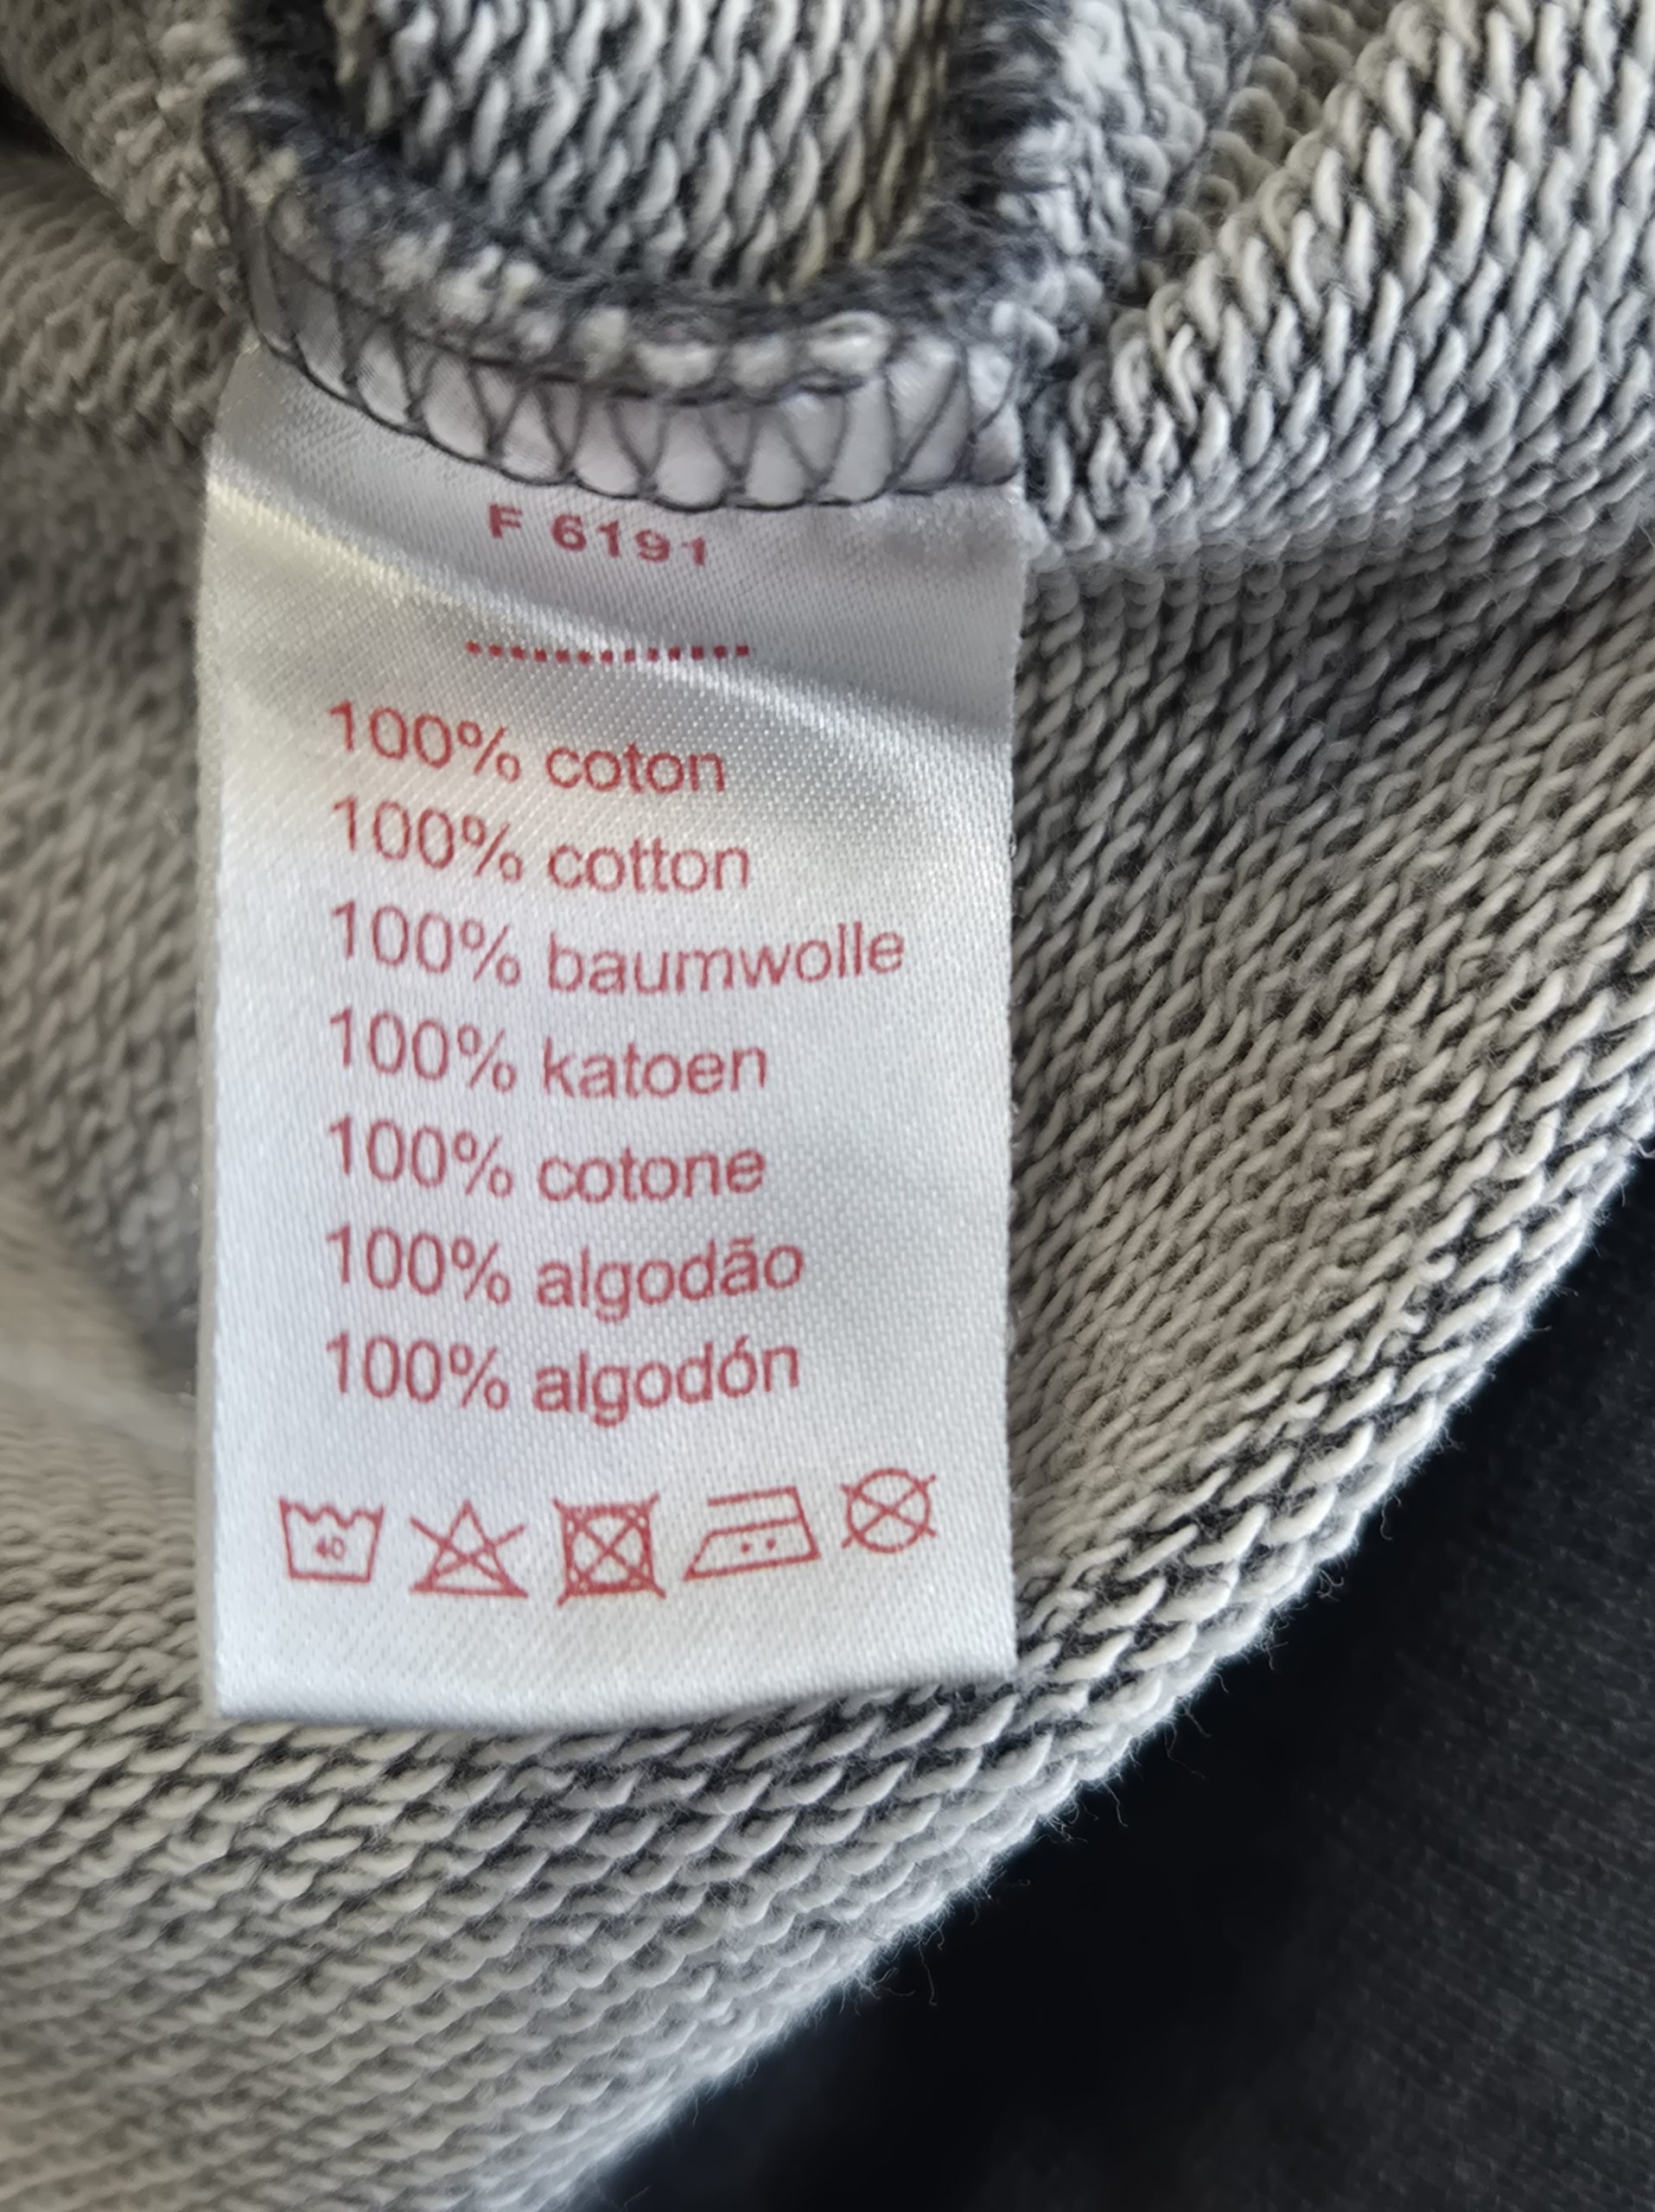 F 6191
100% coton
100% cotton
100% baumwolle
100% katoen
100% cotone
100% algodão
100% algodón
40